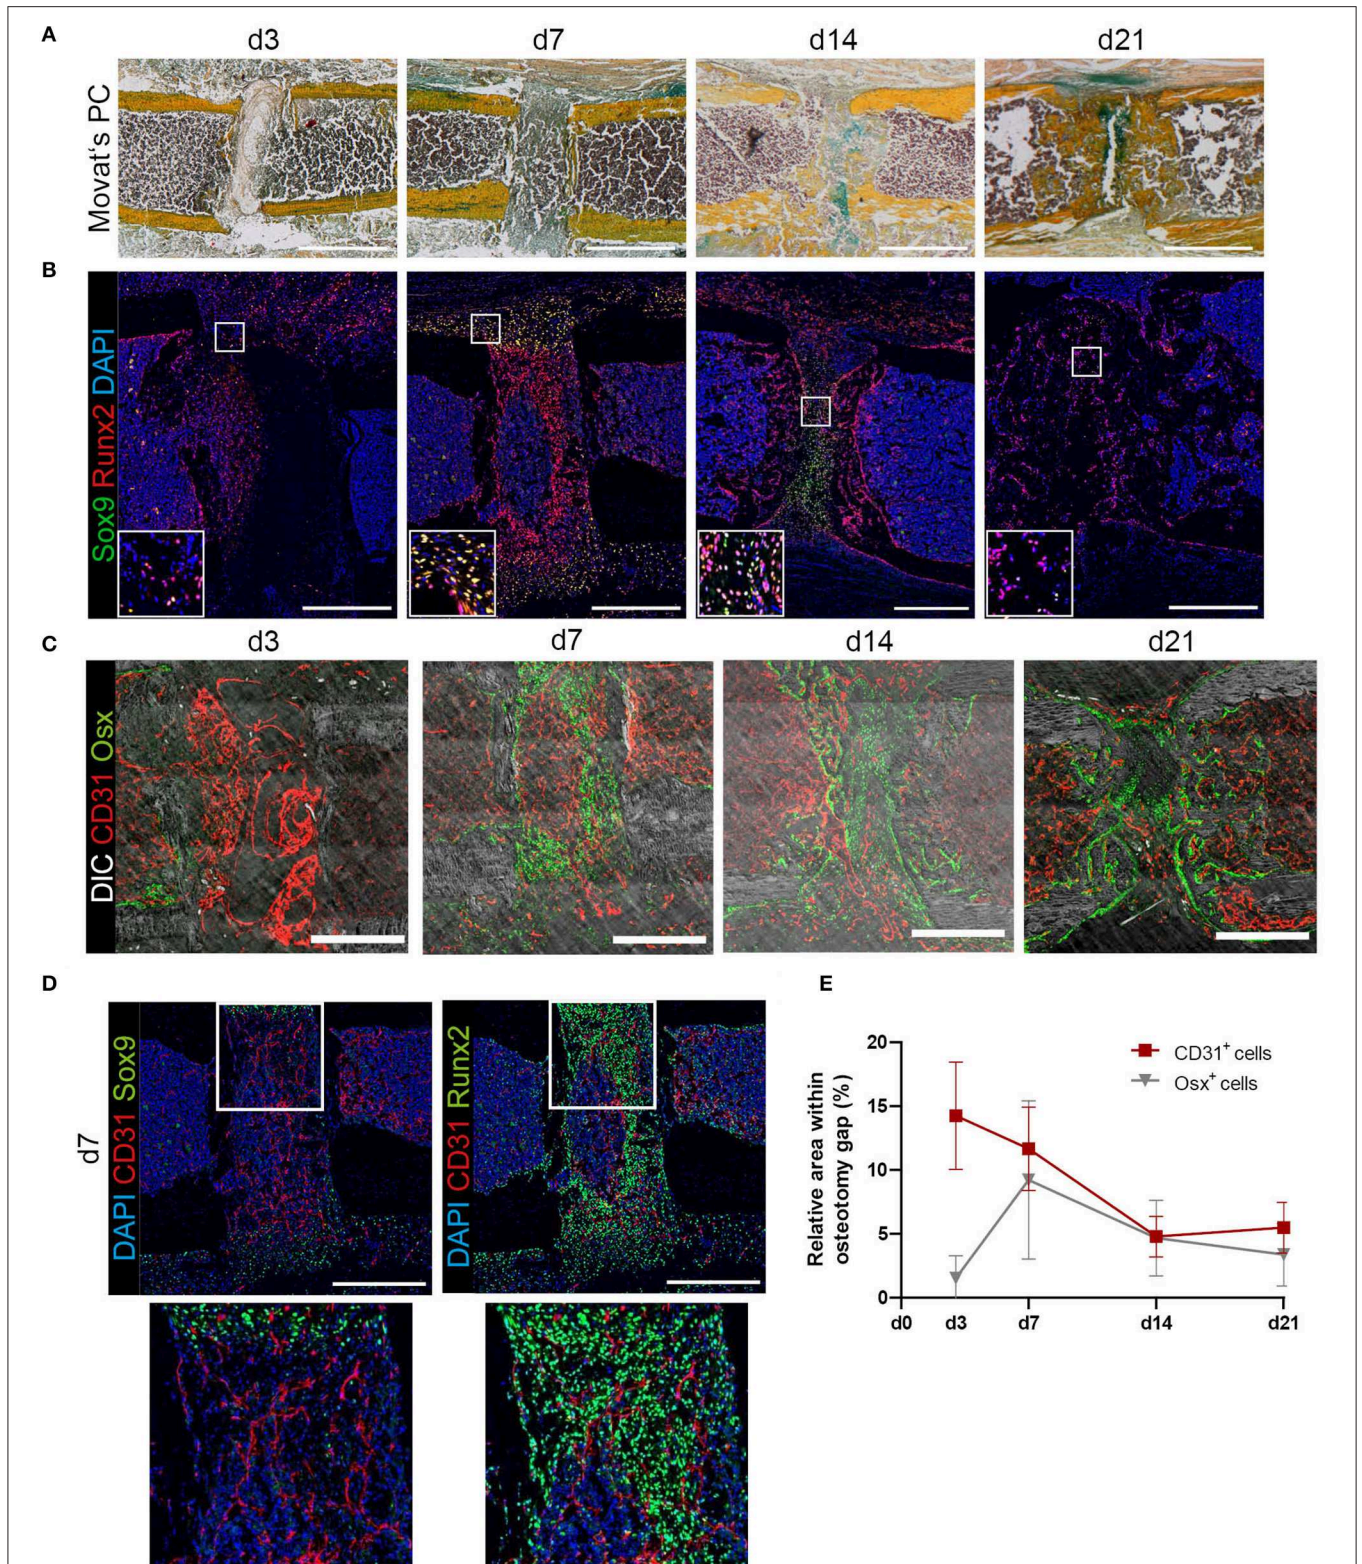 A
d3 d7 d14 d21
Movat's PC
B
Sox9 Runx2 DAPI
C
d3 d7 d14 d21
DIC CD31 Osx
D
d7
DAPI CD31 Sox9
DAPI CD31 Runx2
E
Relative area within
osteotomy gap (%)
20
15
10
5
0
d0 d3 d7 d14 d21
CD31⁺ cells
Osx⁺ cells